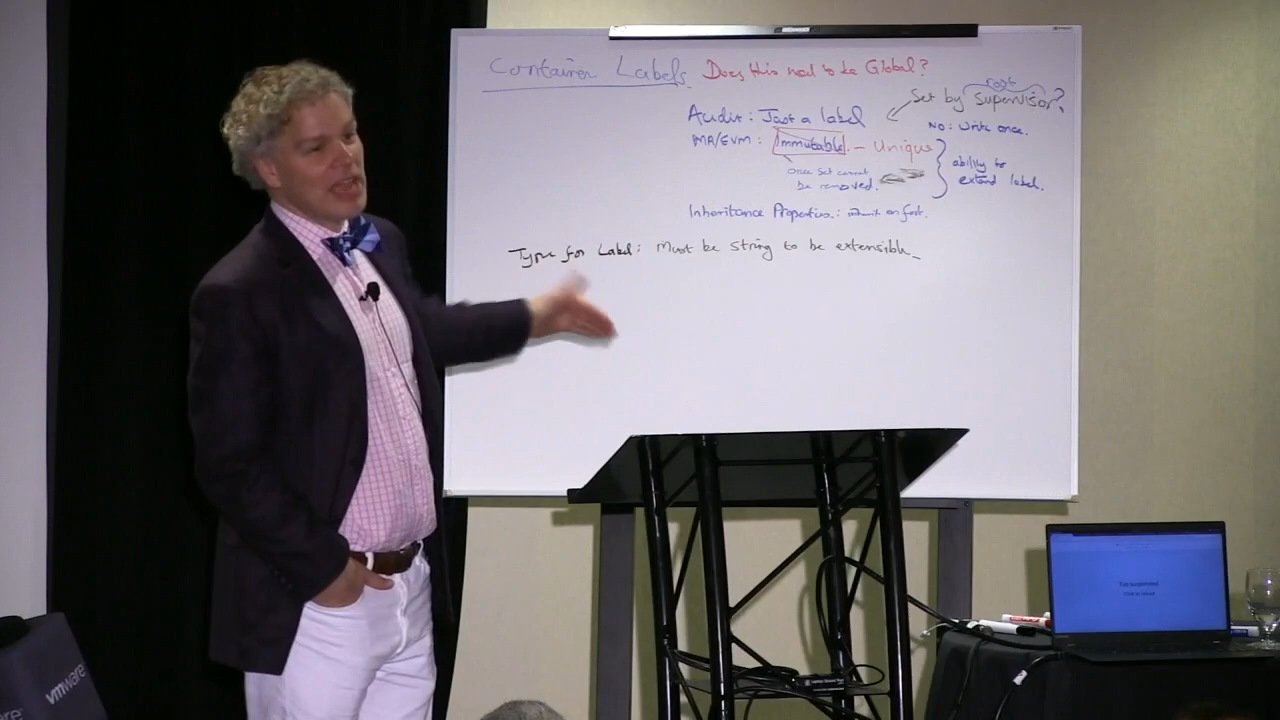 Container Labels Does this need to be Global?
root
Set by Supervisor?
Audit: Just a label
No: Write once.
MA/EVM: Immutable - Unique
once set cannot
be removed.
ability to
extend label.
Inheritance Properties: inherit on fork.
Type for Label: Must be String to be extensible
vmware